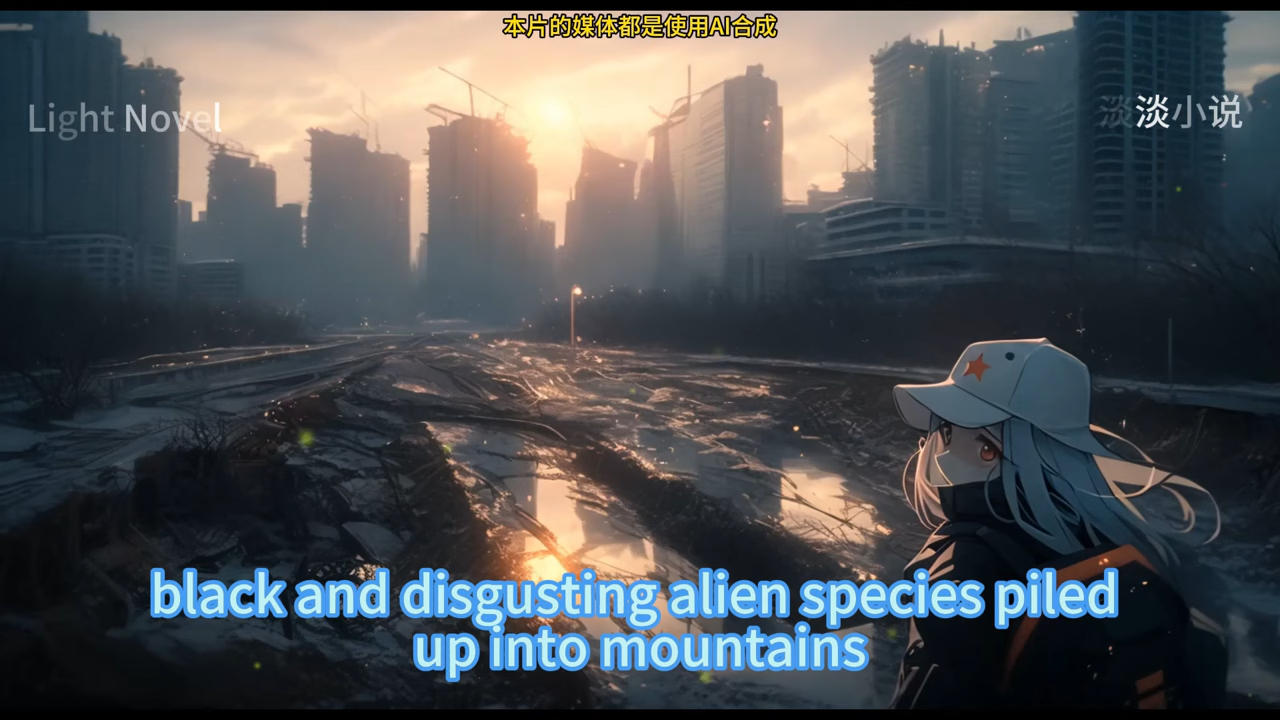 本片的媒体都是使用AI合成
Light Novel
淡淡小说
black and disgusting alien species piled
up into mountains